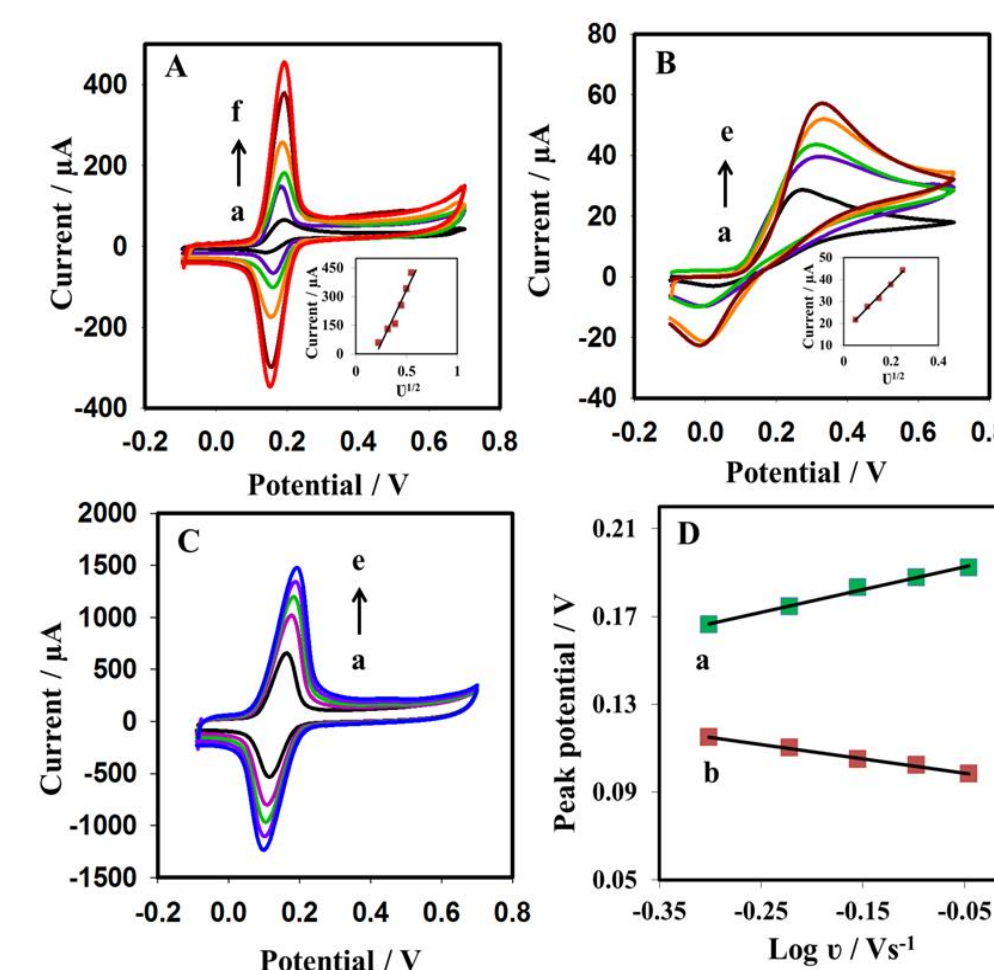 A
400
200
0
-200
-400
f
a
Current / µA
-0.2 0.0 0.2 0.4 0.6 0.8
Potential / V
450
300
150
0
Current / µA
0 0.5 1
Ʋ1/2
B
80
60
40
20
0
-20
-40
e
a
Current / µA
-0.2 0.0 0.2 0.4 0.6 0.
Potential / V
50
40
30
20
10
Current / µA
0 0.2 0.4
Ʋ1/2
C
2000
1500
1000
500
0
-500
-1000
-1500
e
a
Current / µA
-0.2 0.0 0.2 0.4 0.6 0.8
Potential / V
D
0.21
0.17
0.13
0.09
0.05
a
b
Peak potential / V
-0.35 -0.25 -0.15 -0.05
Log υ / Vs-1